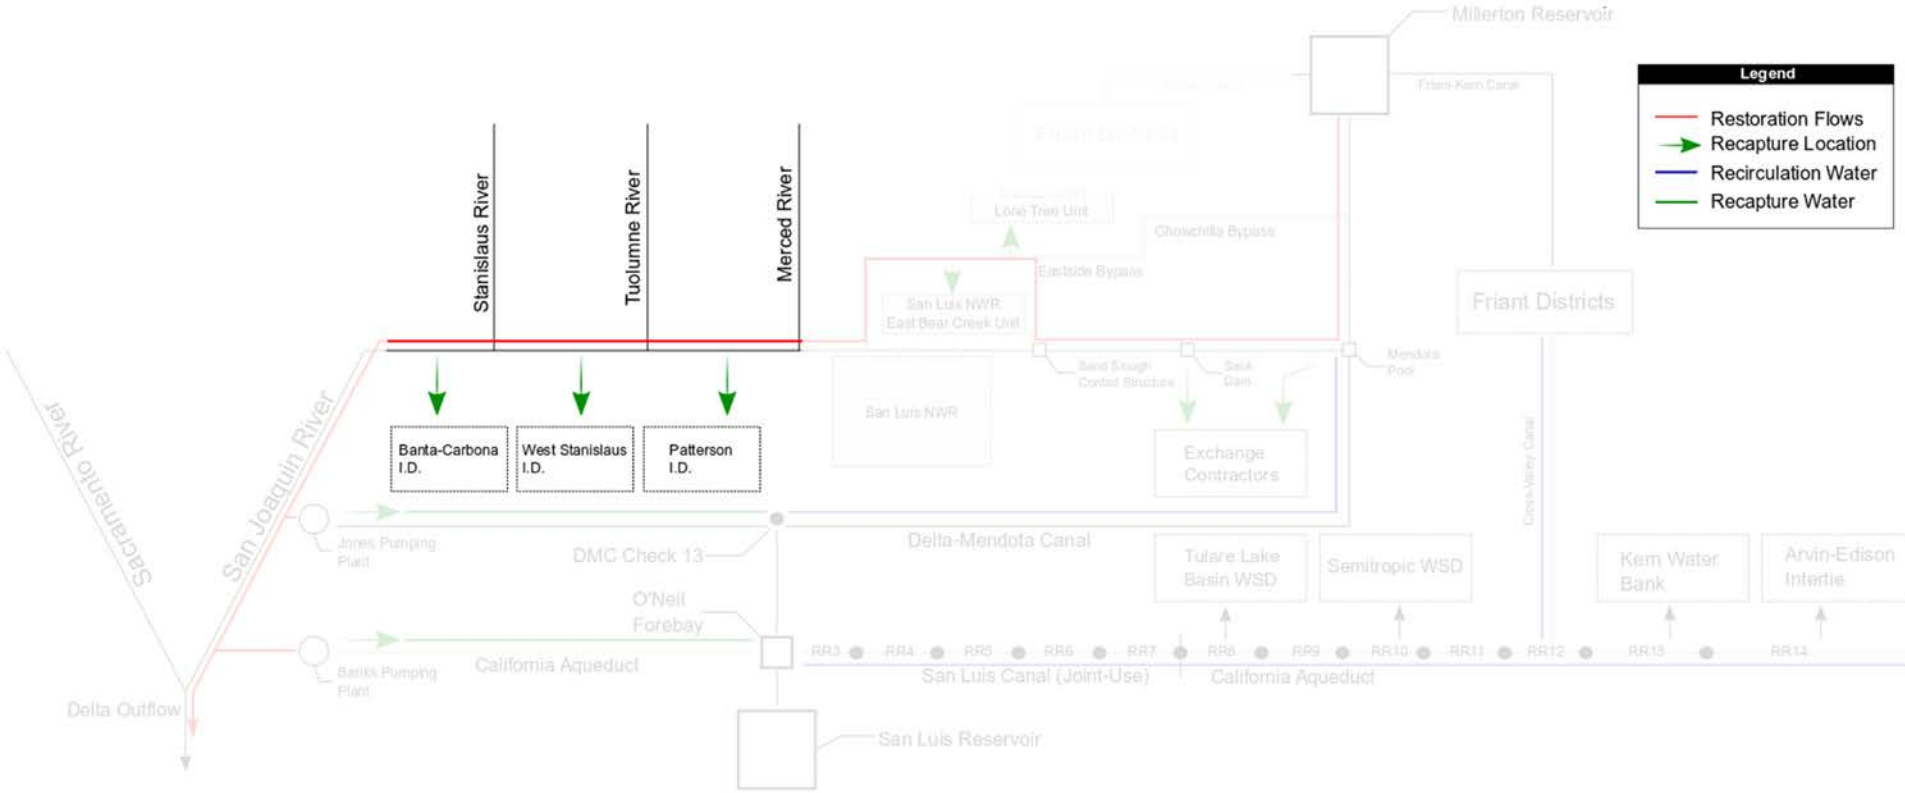 Millerton Reservoir
Friant-Kern Canal
Legend
Restoration Flows
Recapture Location
Recirculation Water
Recapture Water
Friant Districts
Stanislaus River
Tuolumne River
Merced River
Lone Tree Unit
Chowchilla Bypass
Eastside Bypass
San Luis NWR
East Bear Creek Unit
Friant Districts
Sand Slough
Control Structure
Sack
Dam
Mendota
Pool
San Luis NWR
Sacramento River
San Joaquin River
Banta-Carbona
I.D.
West Stanislaus
I.D.
Patterson
I.D.
Exchange
Contractors
Cross-Valley Canal
Jones Pumping
Plant
DMC Check 13
Delta-Mendota Canal
Tulare Lake
Basin WSD
Semitropic WSD
Kern Water
Bank
Arvin-Edison
Intertie
O'Neil
Forebay
RR3
RR4
RR5
RR6
RR7
RR8
RR9
RR10
RR11
RR12
RR13
RR14
Banks Pumping
Plant
California Aqueduct
San Luis Canal (Joint-Use)
California Aqueduct
Delta Outflow
San Luis Reservoir